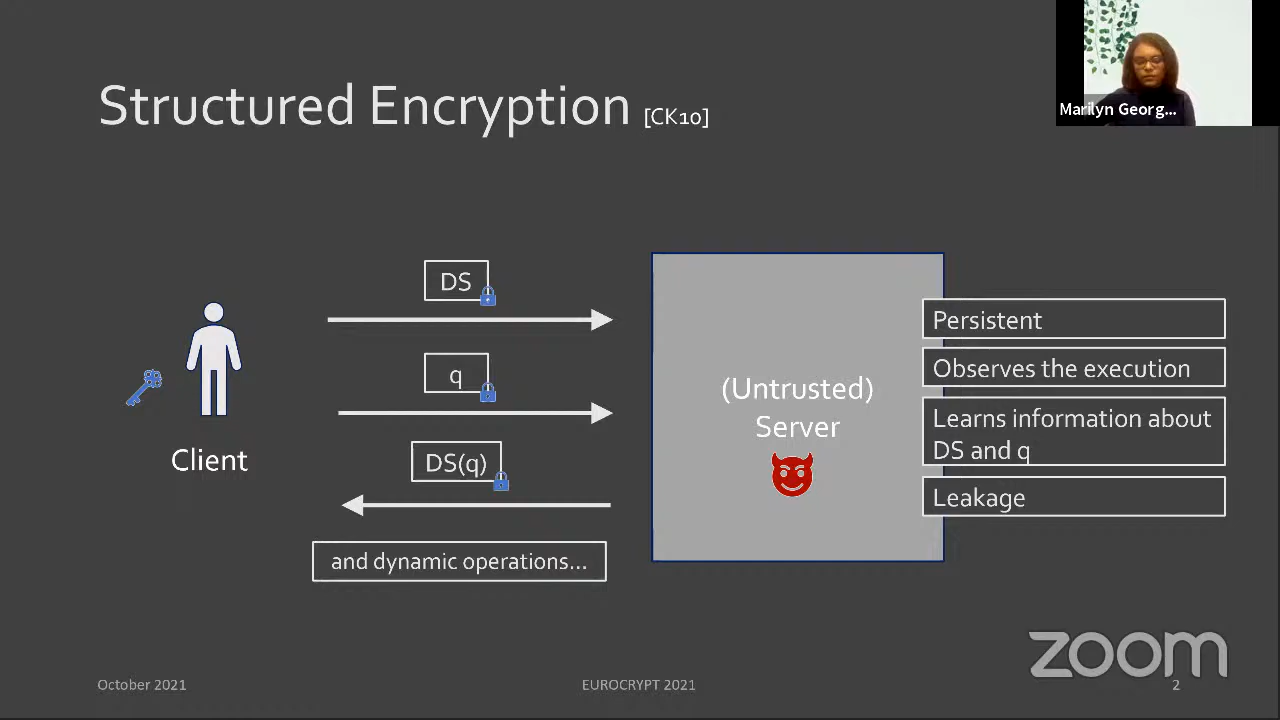 Structured Encryption [CK10]
Marilyn Georg...
DS
q
DS(q)
and dynamic operations...
Client
(Untrusted)
Server
Persistent
Observes the execution
Learns information about
DS and q
Leakage
zoom
October 2021
EUROCRYPT 2021
2